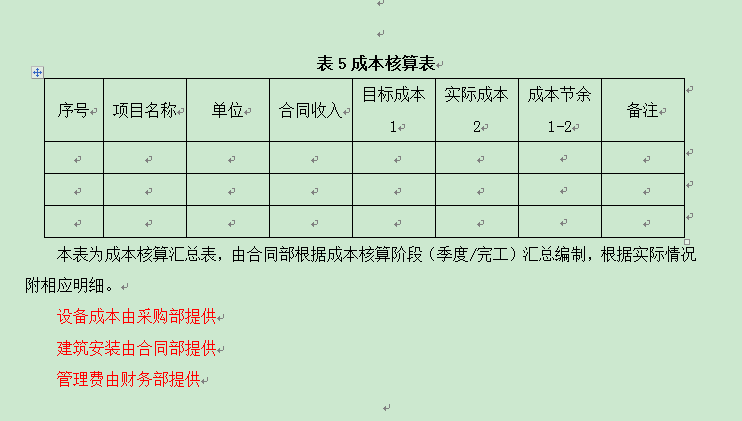 表 5 成本核算表
序号 项目名称 单位 合同收入 目标成本 实际成本 成本节余 备注
1 2 1-2
本表为成本核算汇总表，由合同部根据成本核算阶段（季度/完工）汇总编制，根据实际情况
附相应明细。
设备成本由采购部提供
建筑安装由合同部提供
管理费由财务部提供